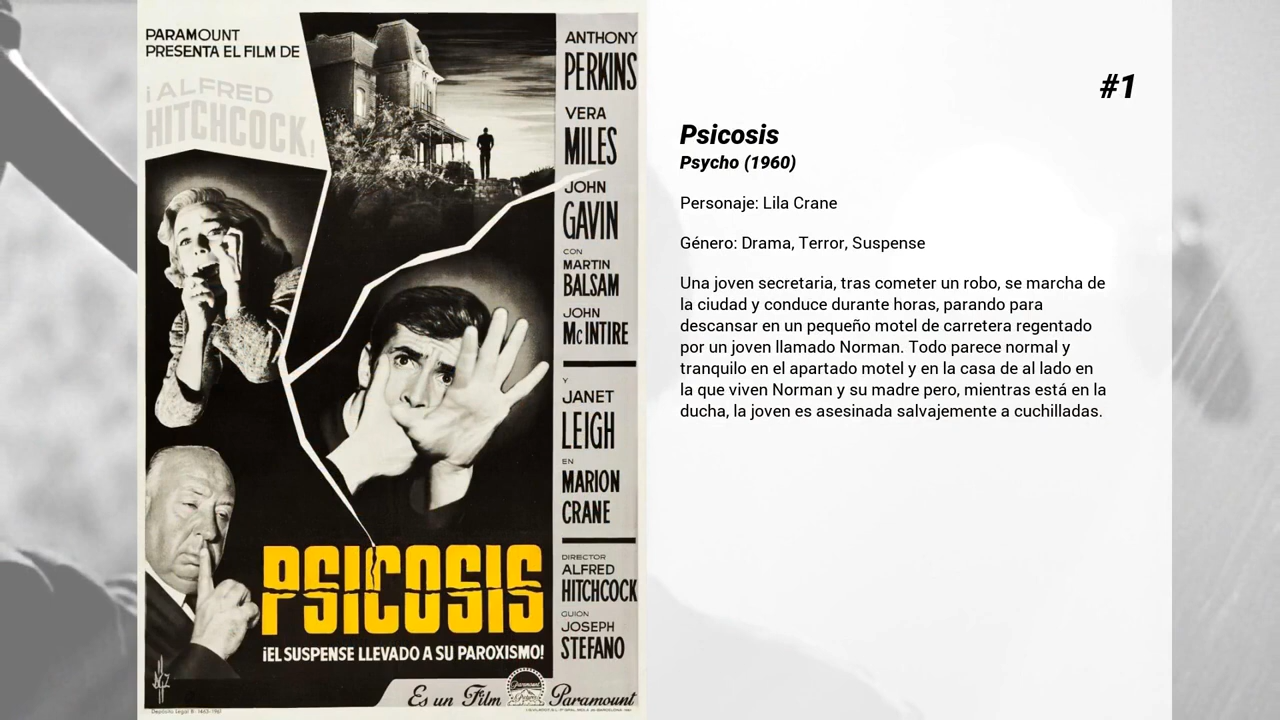 PARAMOUNT
PRESENTA EL FILM DE
¡ALFRED
HITCHCOCK!
ANTHONY
PERKINS
VERA
MILES
JOHN
GAVIN
CON
MARTIN
BALSAM
JOHN
McINTIRE
Y
JANET
LEIGH
EN
MARION
CRANE
DIRECTOR
ALFRED
HITCHCOCK
GUION
JOSEPH
STEFANO
PSICOSIS
¡EL SUSPENSE LLEVADO A SU PAROXISMO!
Es un Film Paramount
#1
Psicosis
Psycho (1960)
Personaje: Lila Crane
Género: Drama, Terror, Suspense
Una joven secretaria, tras cometer un robo, se marcha de
la ciudad y conduce durante horas, parando para
descansar en un pequeño motel de carretera regentado
por un joven llamado Norman. Todo parece normal y
tranquilo en el apartado motel y en la casa de al lado en
la que viven Norman y su madre pero, mientras está en la
ducha, la joven es asesinada salvajemente a cuchilladas.